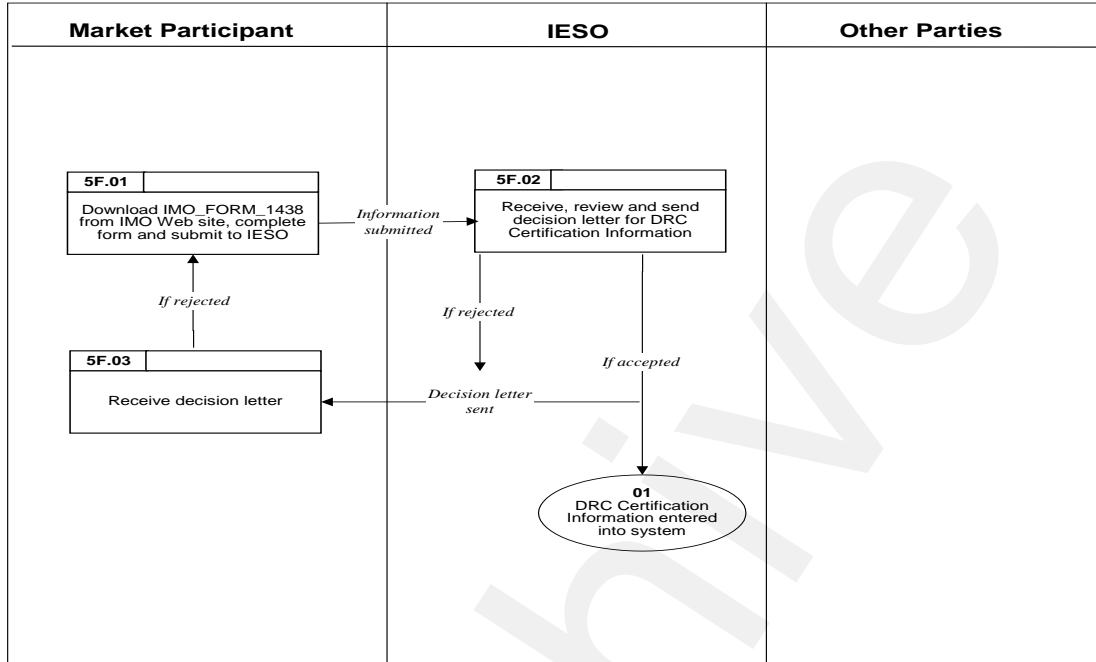 Market Participant
IESO
Other Parties
5F.01
Download IMO_FORM_1438
from IMO Web site, complete
form and submit to IESO
Information
submitted
5F.02
Receive, review and send
decision letter for DRC
Certification Information
If rejected
If rejected
If accepted
5F.03
Receive decision letter
Decision letter
sent
01
DRC Certification
Information entered
into system
hive